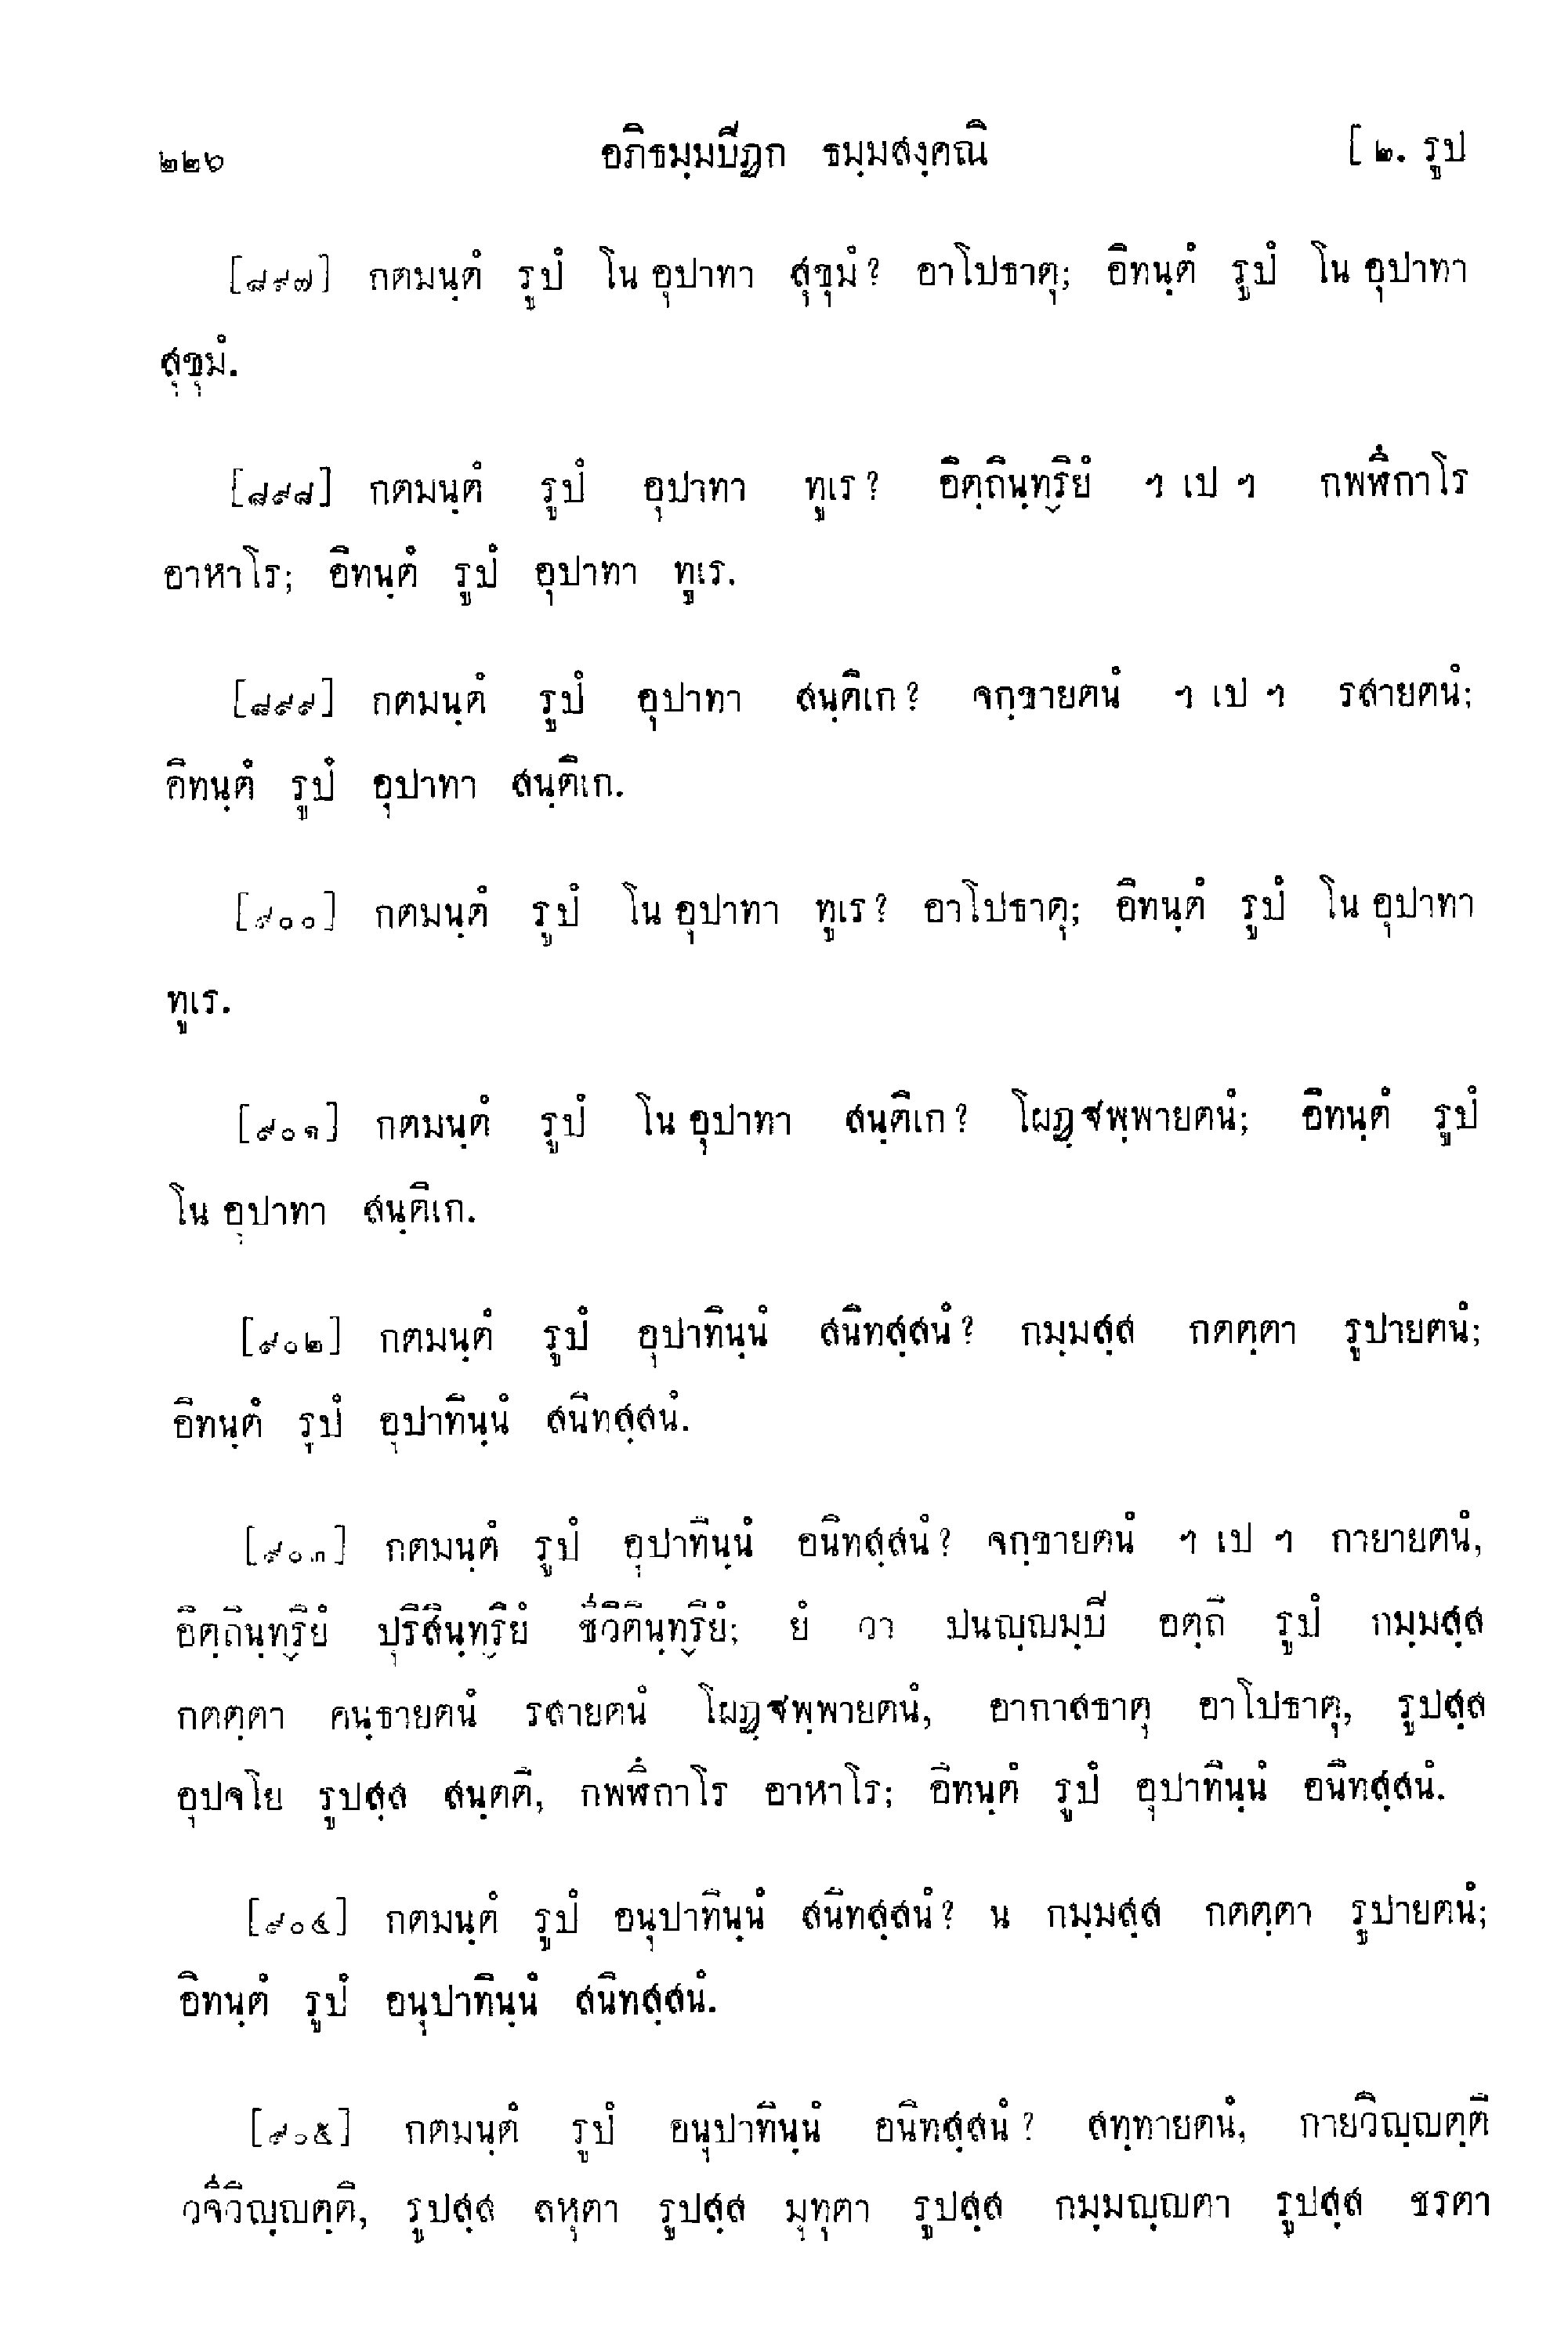 ๒๒๖ อภิธมฺมปิฏก ธมฺมสงฺคณิ [ ๒. รูป
[๘๙๗] กตมนฺตํ รูปํ โน อุปาทา สุขุมํ? อาโปธาตุ; อิทนฺตํ รูปํ โน อุปาทา
สุขุมํ.
[๘๙๘] กตมนฺตํ รูปํ อุปาทา ทูเร? อิตฺถินฺทฺริยํ ฯ เป ฯ กพฬึกาโร
อาหาโร; อิทนฺตํ รูปํ อุปาทา ทูเร.
[๘๙๙] กตมนฺตํ รูปํ อุปาทา สนฺติเก? จกฺขายตนํ ฯ เป ฯ รสายตนํ;
อิทนฺตํ รูปํ อุปาทา สนฺติเก.
[๙๐๐] กตมนฺตํ รูปํ โน อุปาทา ทูเร? อาโปธาตุ; อิทนฺตํ รูปํ โน อุปาทา
ทูเร.
[๙๐๑] กตมนฺตํ รูปํ โน อุปาทา สนฺติเก? โผฏฺฐพฺพายตนํ; อิทนฺตํ รูปํ
โน อุปาทา สนฺติเก.
[๙๐๒] กตมนฺตํ รูปํ อุปาทินฺนํ สนิทสฺสนํ? กมฺมสฺส กตตฺตา รูปายตนํ;
อิทนฺตํ รูปํ อุปาทินฺนํ สนิทสฺสนํ.
[๙๐๓] กตมนฺตํ รูปํ อุปาทินฺนํ อนิทสฺสนํ? จกฺขายตนํ ฯ เป ฯ กายายตนํ,
อิตฺถินฺทฺริยํ ปุริสินฺทฺริยํ ชีวิตินฺทฺริยํ; ยํ วา ปนญฺญมฺปิ อตฺถิ รูปํ กมฺมสฺส
กตตฺตา คนฺธายตนํ รสายตนํ โผฏฺฐพฺพายตนํ, อากาสธาตุ อาโปธาตุ, รูปสฺส
อุปจโย รูปสฺส สนฺตติ, กพฬึกาโร อาหาโร; อิทนฺตํ รูปํ อุปาทินฺนํ อนิทสฺสนํ.
[๙๐๔] กตมนฺตํ รูปํ อนุปาทินฺนํ สนิทสฺสนํ? น กมฺมสฺส กตตฺตา รูปายตนํ;
อิทนฺตํ รูปํ อนุปาทินฺนํ สนิทสฺสนํ.
[๙๐๕] กตมนฺตํ รูปํ อนุปาทินฺนํ อนิทสฺสนํ? สทฺทายตนํ, กายวิญฺญตฺติ
วจีวิญฺญตฺติ, รูปสฺส ลหุตา รูปสฺส มุทุตา รูปสฺส กมฺมญฺญตา รูปสฺส ชรตา